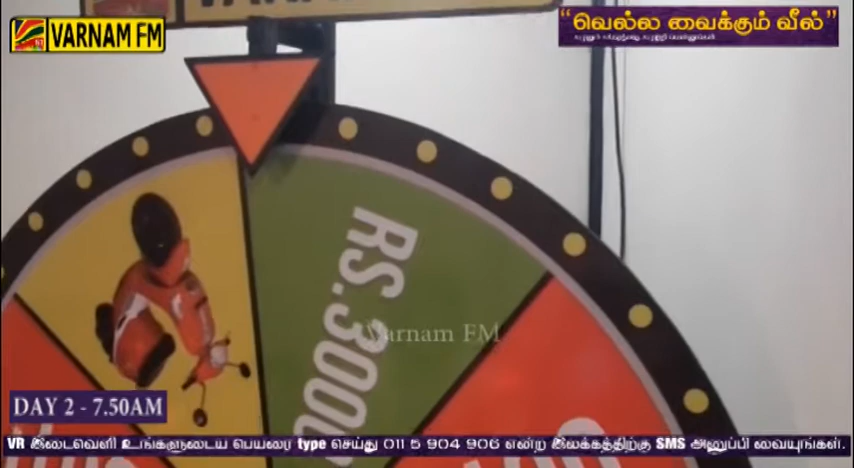 VARNAM FM
“வெல்ல வைக்கும் வீல்”
RS.3000
Varnam FM
DAY 2 - 7.50AM
VR இடைவெளி உங்களுடைய பெயரை type செய்து 011 5 904 906 என்ற இலக்கத்திற்கு SMS அனுப்பி வையுங்கள்.